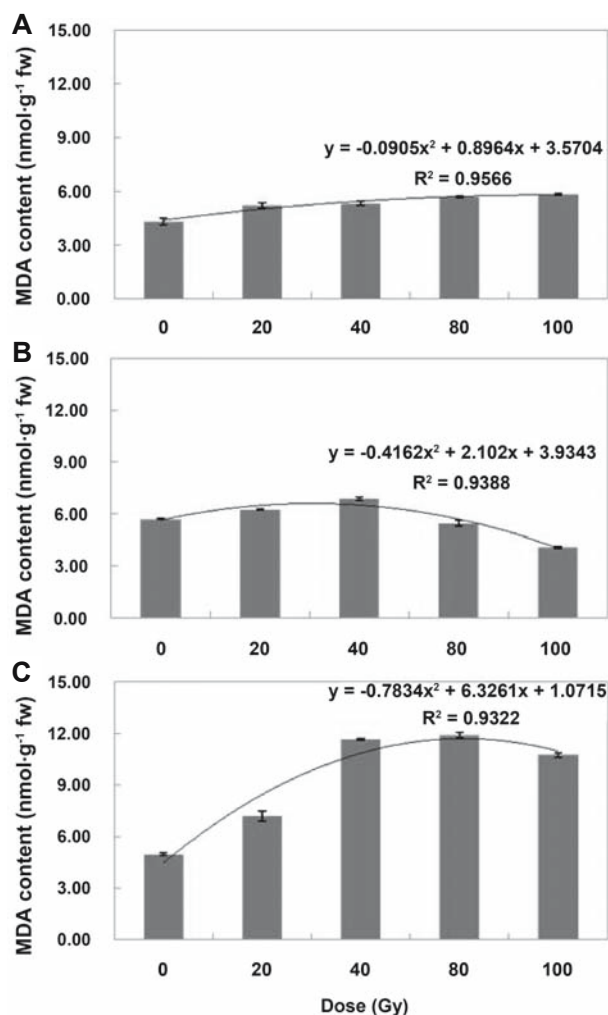 A
MDA content (nmol·g⁻¹ fw)
15.00
12.00
9.00
6.00
3.00
0.00
y = -0.0905x² + 0.8964x + 3.5704
R² = 0.9566
0 20 40 80 100
B
MDA content (nmol·g⁻¹ fw)
15.00
12.00
9.00
6.00
3.00
0.00
y = -0.4162x² + 2.102x + 3.9343
R² = 0.9388
0 20 40 80 100
C
MDA content (nmol·g⁻¹ fw)
15.00
12.00
9.00
6.00
3.00
0.00
y = -0.7834x² + 6.3261x + 1.0715
R² = 0.9322
0 20 40 80 100
Dose (Gy)